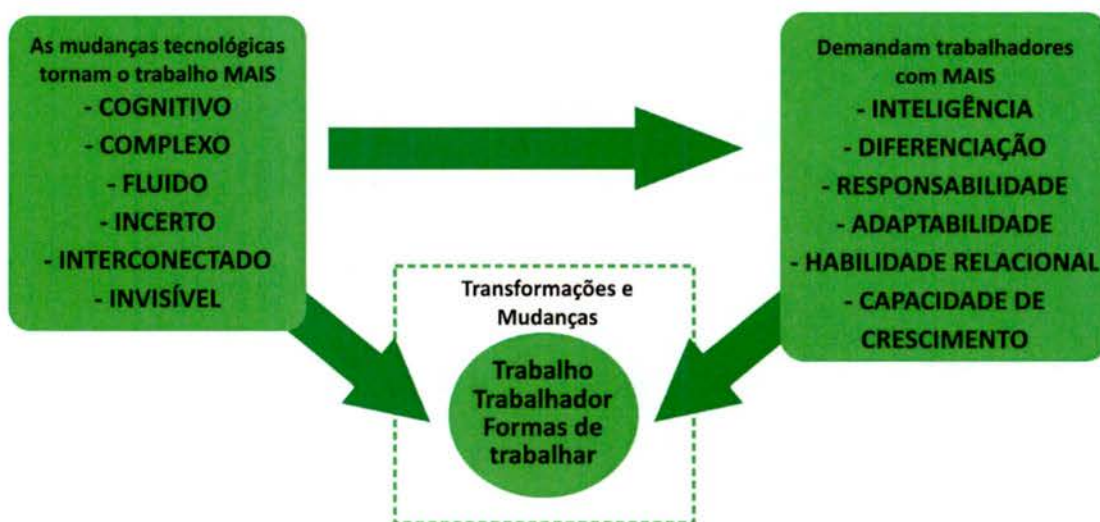 As mudanças tecnológicas
tornam o trabalho MAIS
- COGNITIVO
- COMPLEXO
- FLUIDO
- INCERTO
- INTERCONECTADO
- INVISÍVEL
Demandam trabalhadores
com MAIS
- INTELIGÊNCIA
- DIFERENCIAÇÃO
- RESPONSABILIDADE
- ADAPTABILIDADE
- HABILIDADE RELACIONAL
- CAPACIDADE DE
CRESCIMENTO
Transformações e
Mudanças
Trabalho
Trabalhador
Formas de
trabalhar